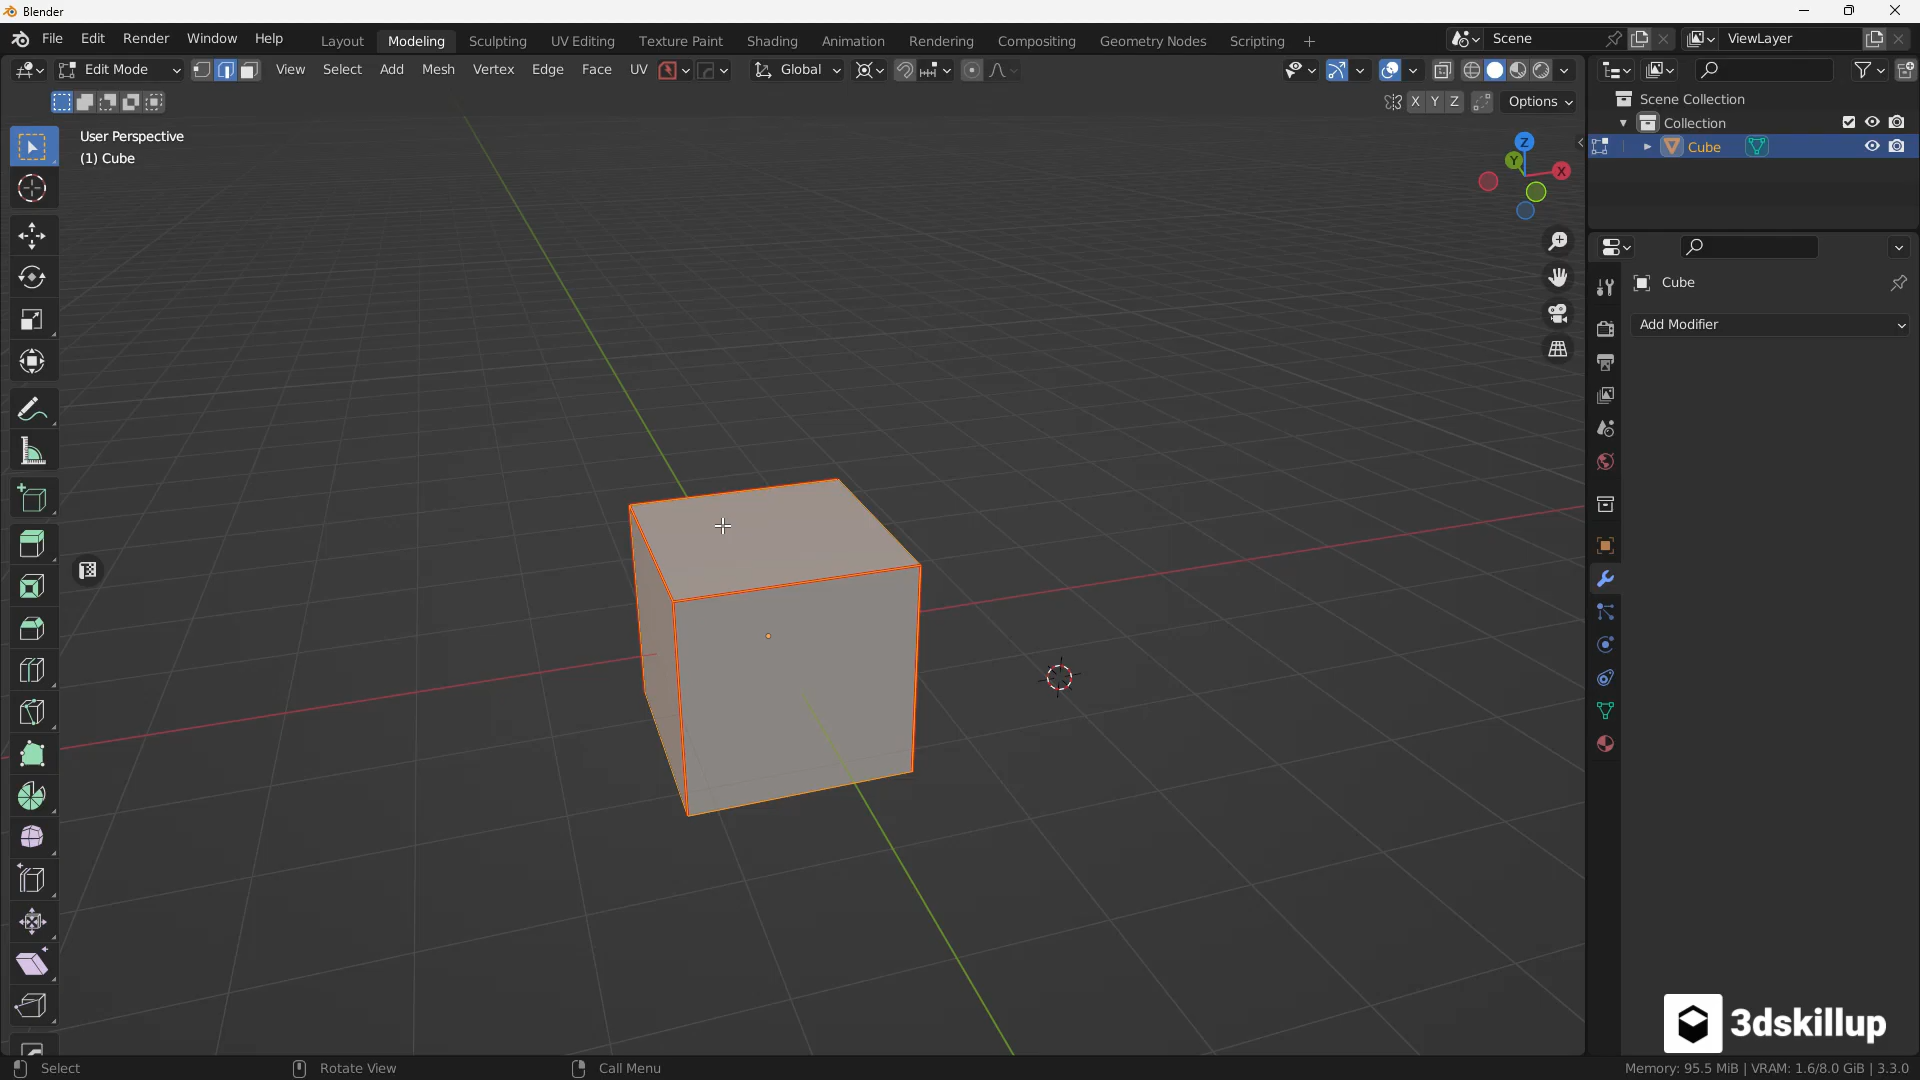 Blender
File Edit Render Window Help Layout Modeling Sculpting UV Editing Texture Paint Shading Animation Rendering Compositing Geometry Nodes Scripting + Scene ViewLayer
Edit Mode View Select Add Mesh Vertex Edge Face UV Global
X Y Z Options
Scene Collection
Collection
Cube
User Perspective
(1) Cube
Z
Y
X
Cube
Add Modifier
3dskillup
Select Rotate View Call Menu Memory: 95.5 MiB | VRAM: 1.6/8.0 GiB | 3.3.0